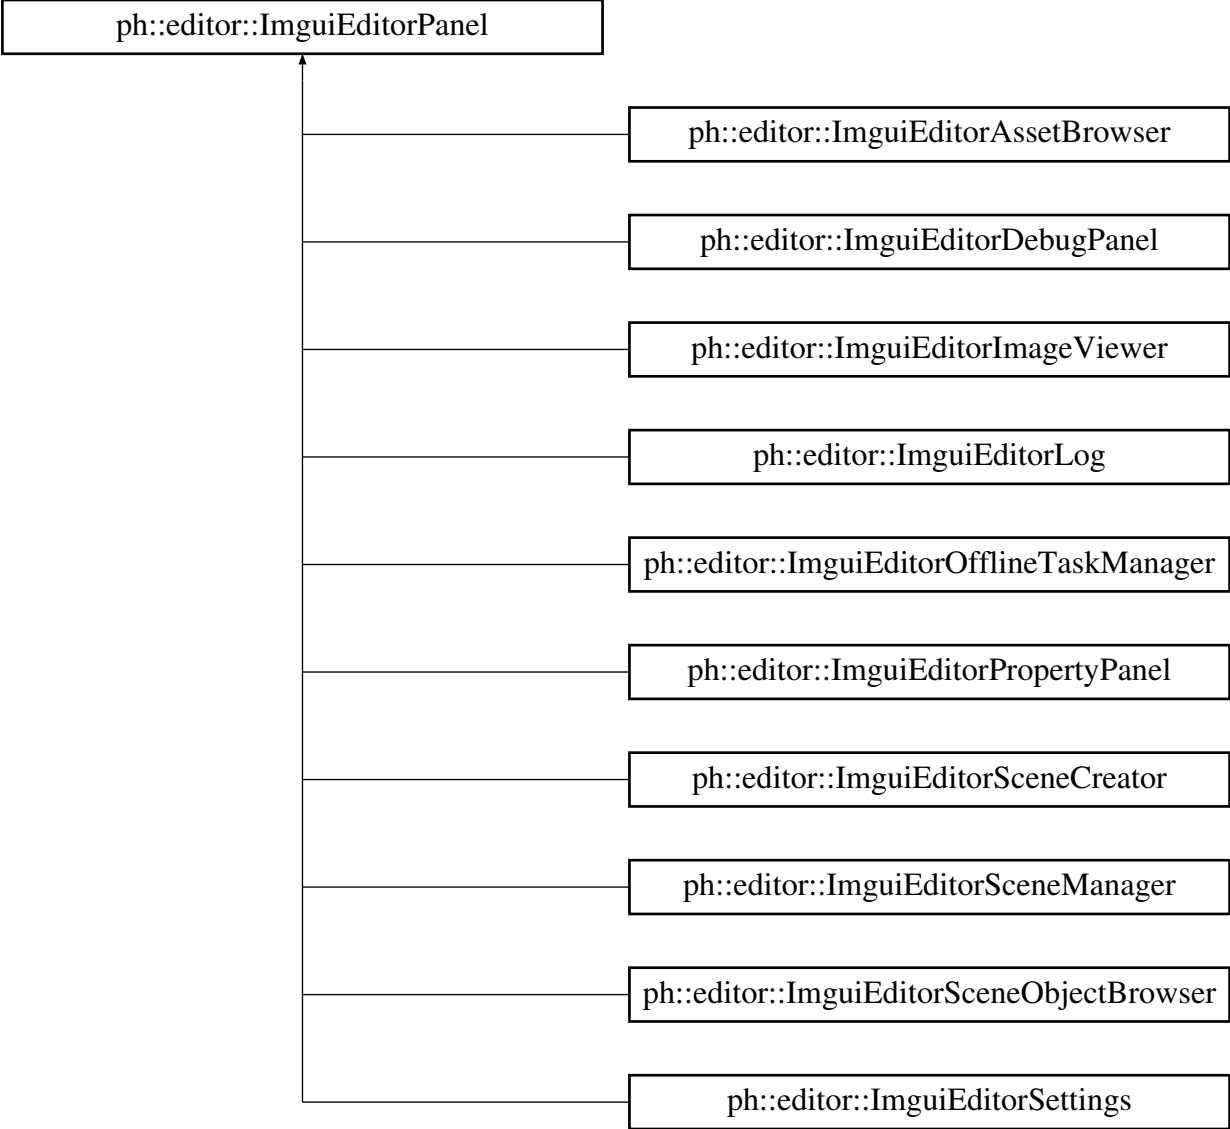 ph::editor::ImguiEditorPanel
ph::editor::ImguiEditorAssetBrowser
ph::editor::ImguiEditorDebugPanel
ph::editor::ImguiEditorImageViewer
ph::editor::ImguiEditorLog
ph::editor::ImguiEditorOfflineTaskManager
ph::editor::ImguiEditorPropertyPanel
ph::editor::ImguiEditorSceneCreator
ph::editor::ImguiEditorSceneManager
ph::editor::ImguiEditorSceneObjectBrowser
ph::editor::ImguiEditorSettings